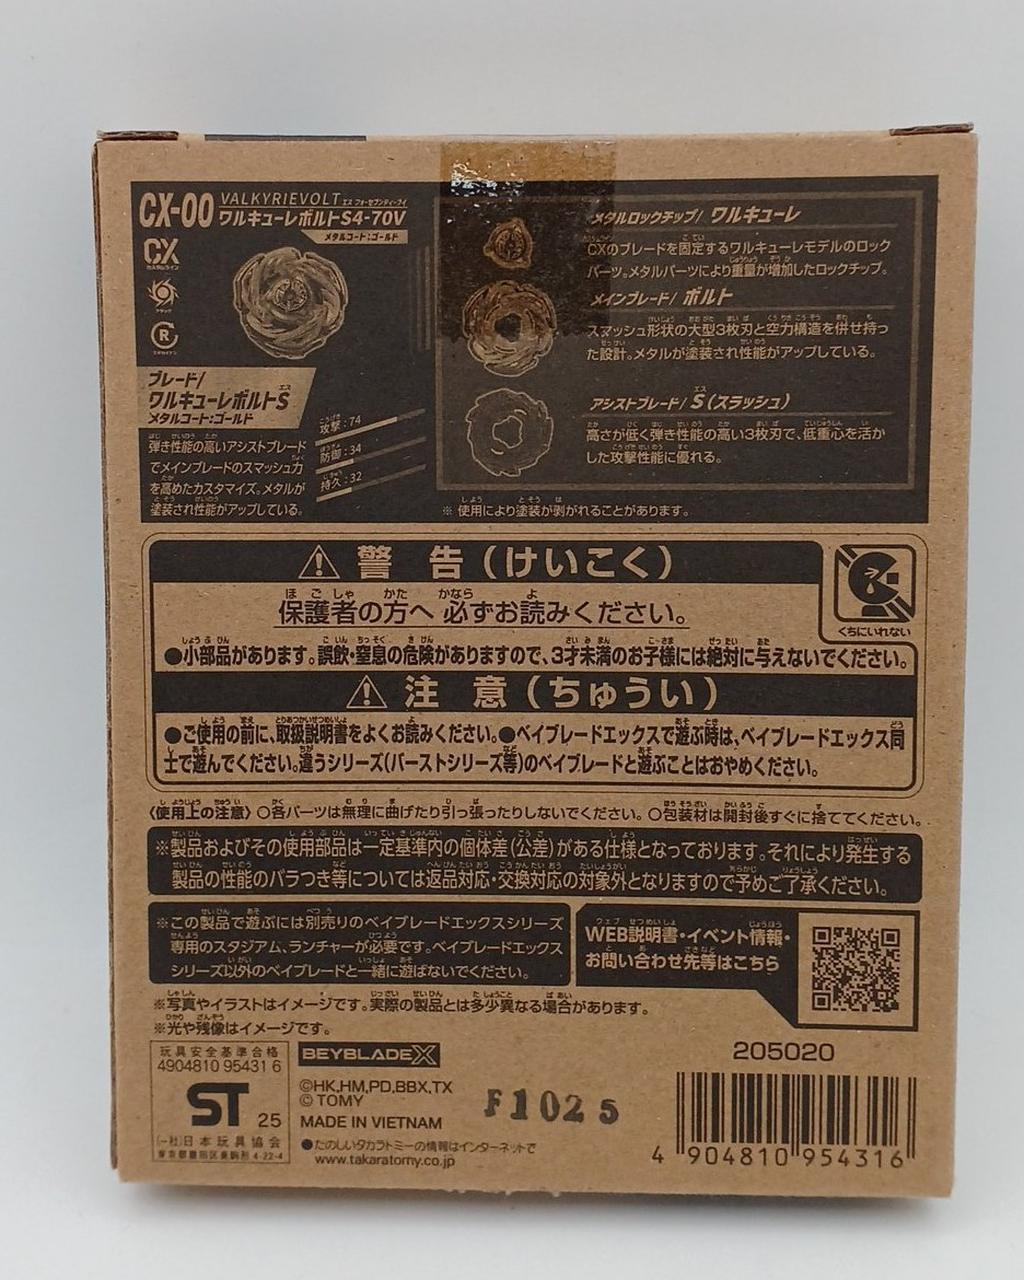 CX-00
VALKYRIEVOLT エス フォーセブンティーブイ
ワルキューレボルトS4-70V
メタルコート:ゴールド
CX
カスタムライン
アタック
R
ブレード/
ワルキューレボルトS
メタルコート:ゴールド
弾き性能の高いアシストブレード
でメインブレードのスマッシュ力
を高めたカスタマイズ。メタルが
塗装され性能がアップしている。
攻撃:74
防御:34
持久:32
メタルロックチップ/ ワルキューレ
CXのブレードを固定するワルキューレモデルのロック
パーツ。メタルパーツにより重量が増加したロックチップ。
メインブレード/ ボルト
スマッシュ形状の大型3枚刃と空力構造を併せ持っ
た設計。メタルが塗装され性能がアップしている。
アシストブレード/ S(スラッシュ)
高さが低く弾き性能の高い3枚刃で、低重心を活か
した攻撃性能に優れる。
※ 使用により塗装が剥がれることがあります。
警 告(けいこく)
保護者の方へ 必ずお読みください。
くちにいれない
●小部品があります。誤飲・窒息の危険がありますので、3才未満のお子様には絶対に与えないでください。
注 意(ちゅうい)
●ご使用の前に、取扱説明書をよくお読みください。●ベイブレードエックスで遊ぶ時は、ベイブレードエックス同
士で遊んでください。違うシリーズ(バーストシリーズ等)のベイブレードと遊ぶことはおやめください。
〈使用上の注意〉○各パーツは無理に曲げたり引っ張ったりしないでください。○包装材は開封後すぐに捨ててください。
※製品およびその使用部品は一定基準内の個体差(公差)がある仕様となっております。それにより発生する
製品の性能のバラつき等については返品対応・交換対応の対象外となりますので予めご了承ください。
※この製品で遊ぶには別売りのベイブレードエックスシリーズ
専用のスタジアム、ランチャーが必要です。ベイブレードエックス
シリーズ以外のベイブレードと一緒に遊ばないでください。
WEB説明書・イベント情報・
お問い合わせ先等はこちら
※写真やイラストはイメージです。実際の製品とは多少異なる場合があります。
※光や残像はイメージです。
玩具安全基準合格
4904810 95431 6
ST 25
(一社)日本玩具協会
東京都墨田区東駒形4-22-4
BEYBLADE X
©HK,HM,PD,BBX,TX
© TOMY
MADE IN VIETNAM
●たのしいタカラトミーの情報はインターネットで
www.takaratomy.co.jp
F1025
205020
4 904810 954316